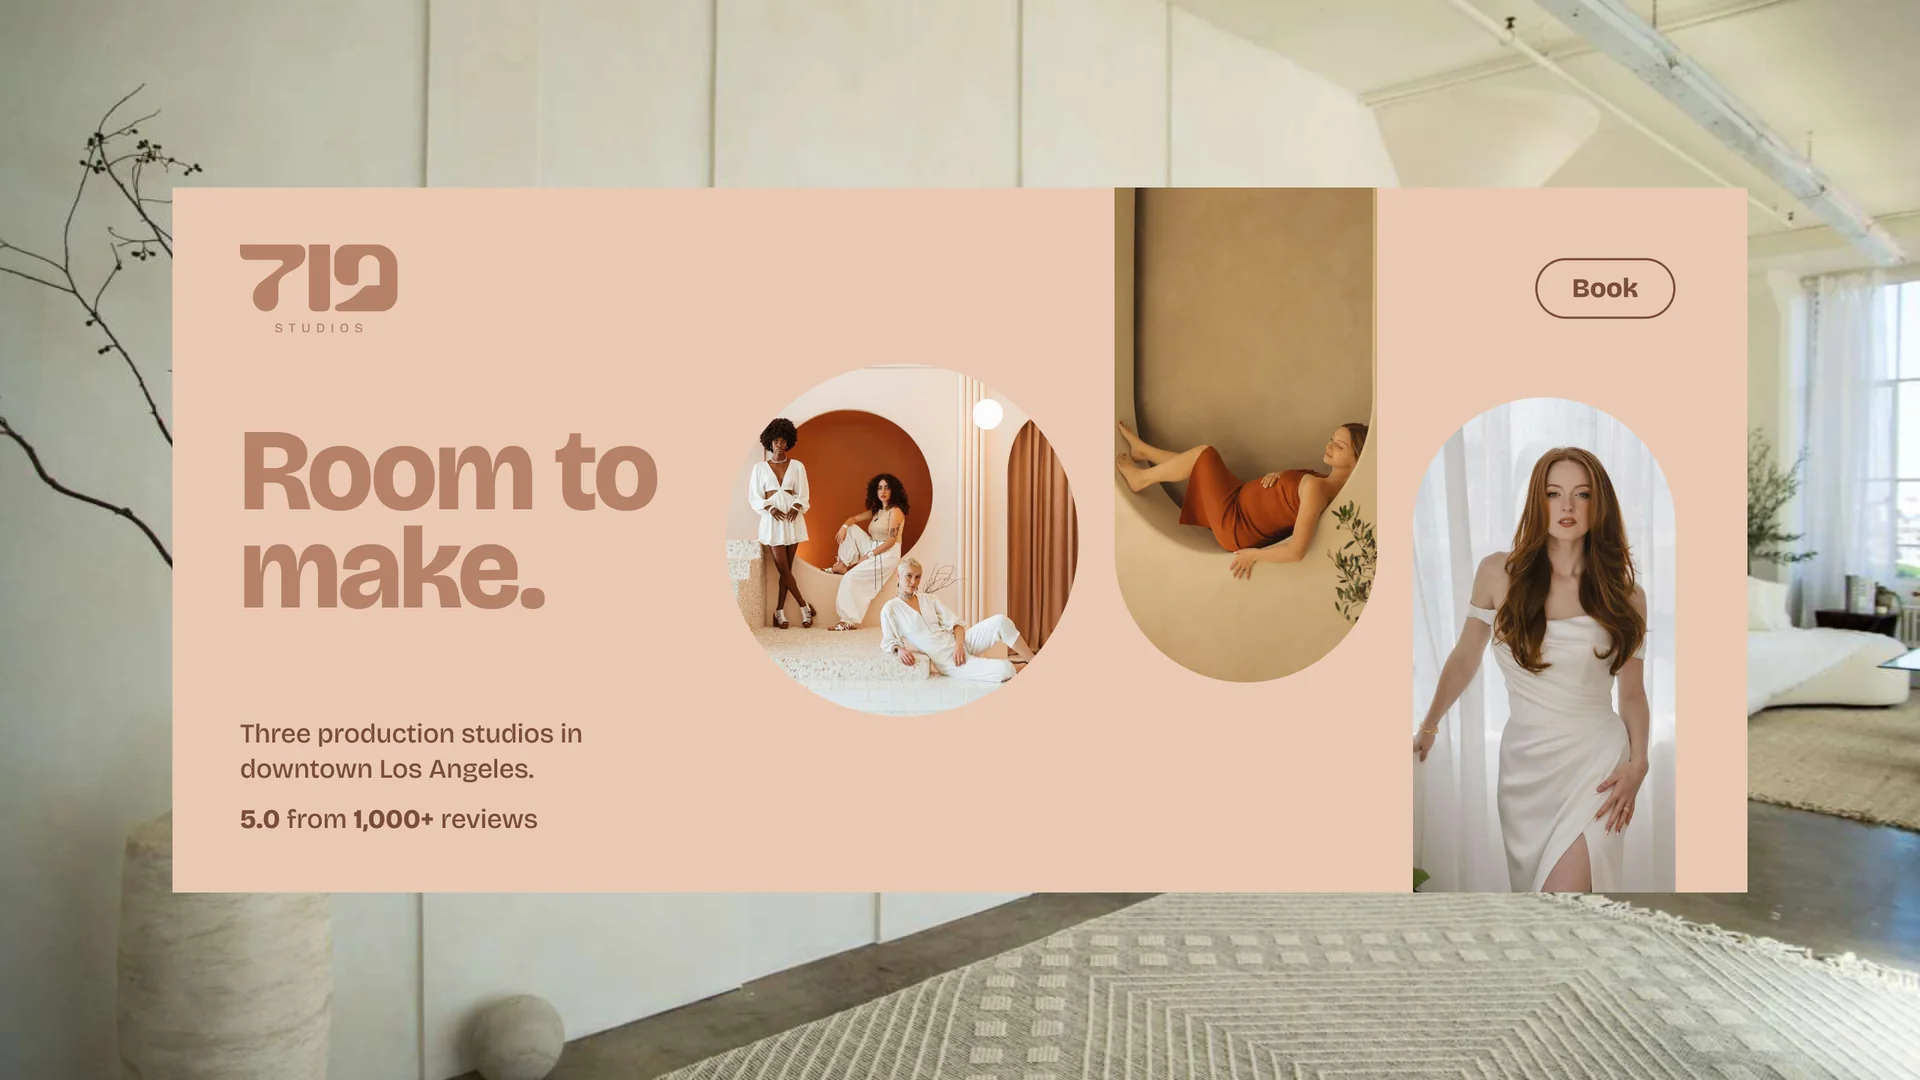 719
STUDIOS
Book
Room to
make.
Three production studios in
downtown Los Angeles.
5.0 from 1,000+ reviews